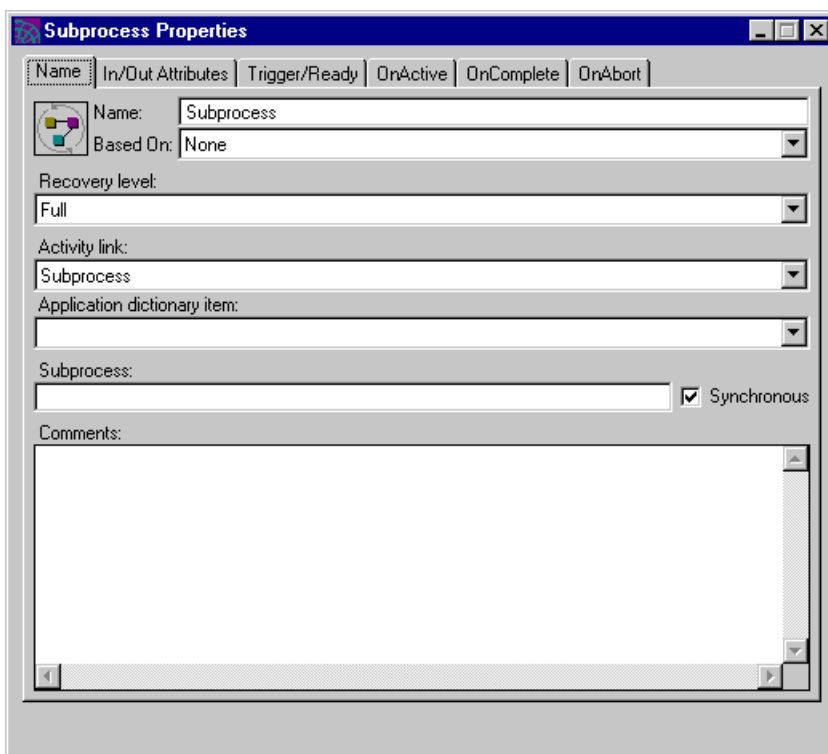 Subprocess Properties
Name In/Out Attributes Trigger/Ready OnActive OnComplete OnAbort
Name: Subprocess
Based On: None
Recovery level:
Full
Activity link:
Subprocess
Application dictionary item:
Subprocess:
Synchronous
Comments: